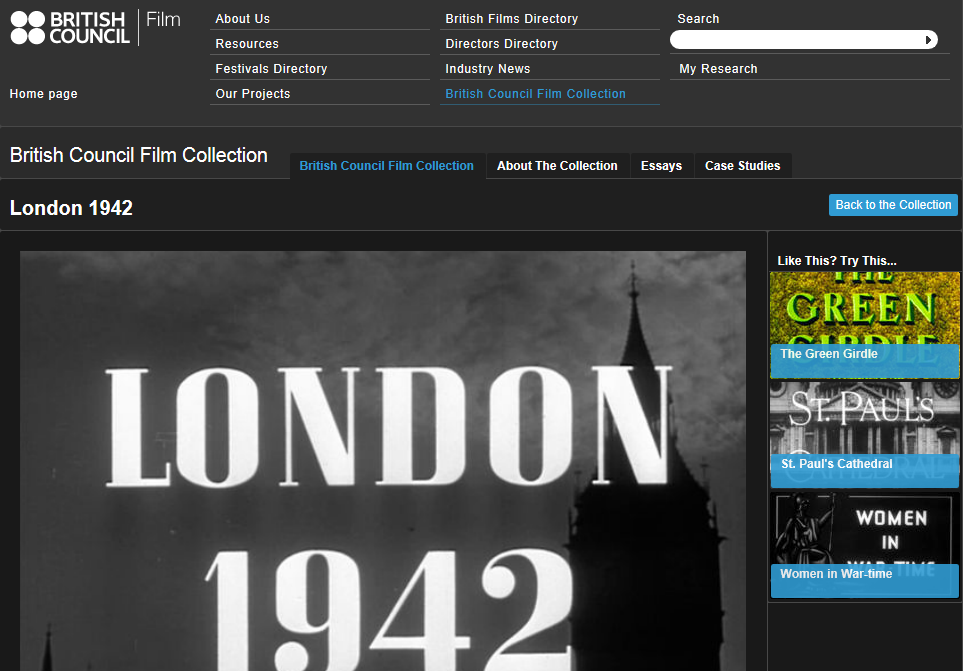 BRITISH
COUNCIL
Film
Home page
About Us
Resources
Festivals Directory
Our Projects
British Films Directory
Directors Directory
Industry News
British Council Film Collection
Search
My Research
British Council Film Collection
British Council Film Collection
About The Collection
Essays
Case Studies
London 1942
Back to the Collection
LONDON
1942
Like This? Try This...
THE
GREEN
GIRDLE
The Green Girdle
ST. PAUL'S
CATHEDRAL
St. Paul's Cathedral
WOMEN
IN
WAR-TIME
Women in War-time